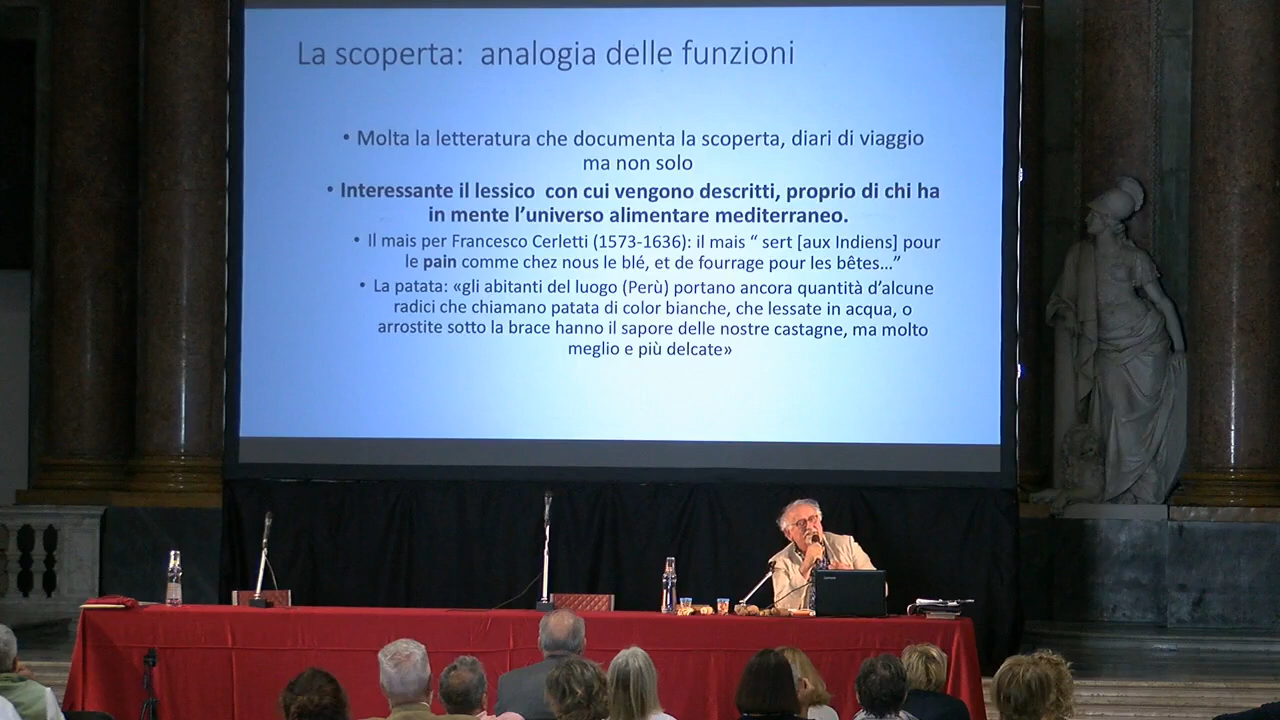 La scoperta: analogia delle funzioni
• Molta la letteratura che documenta la scoperta, diari di viaggio
ma non solo
• Interessante il lessico con cui vengono descritti, proprio di chi ha
in mente l'universo alimentare mediterraneo.
• Il mais per Francesco Cerletti (1573-1636): il mais " sert [aux Indiens] pour
le pain comme chez nous le blé, et de fourrage pour les bêtes…"
• La patata: «gli abitanti del luogo (Perù) portano ancora quantità d'alcune
radici che chiamano patata di color bianche, che lessate in acqua, o
arrostite sotto la brace hanno il sapore delle nostre castagne, ma molto
meglio e più delcate»